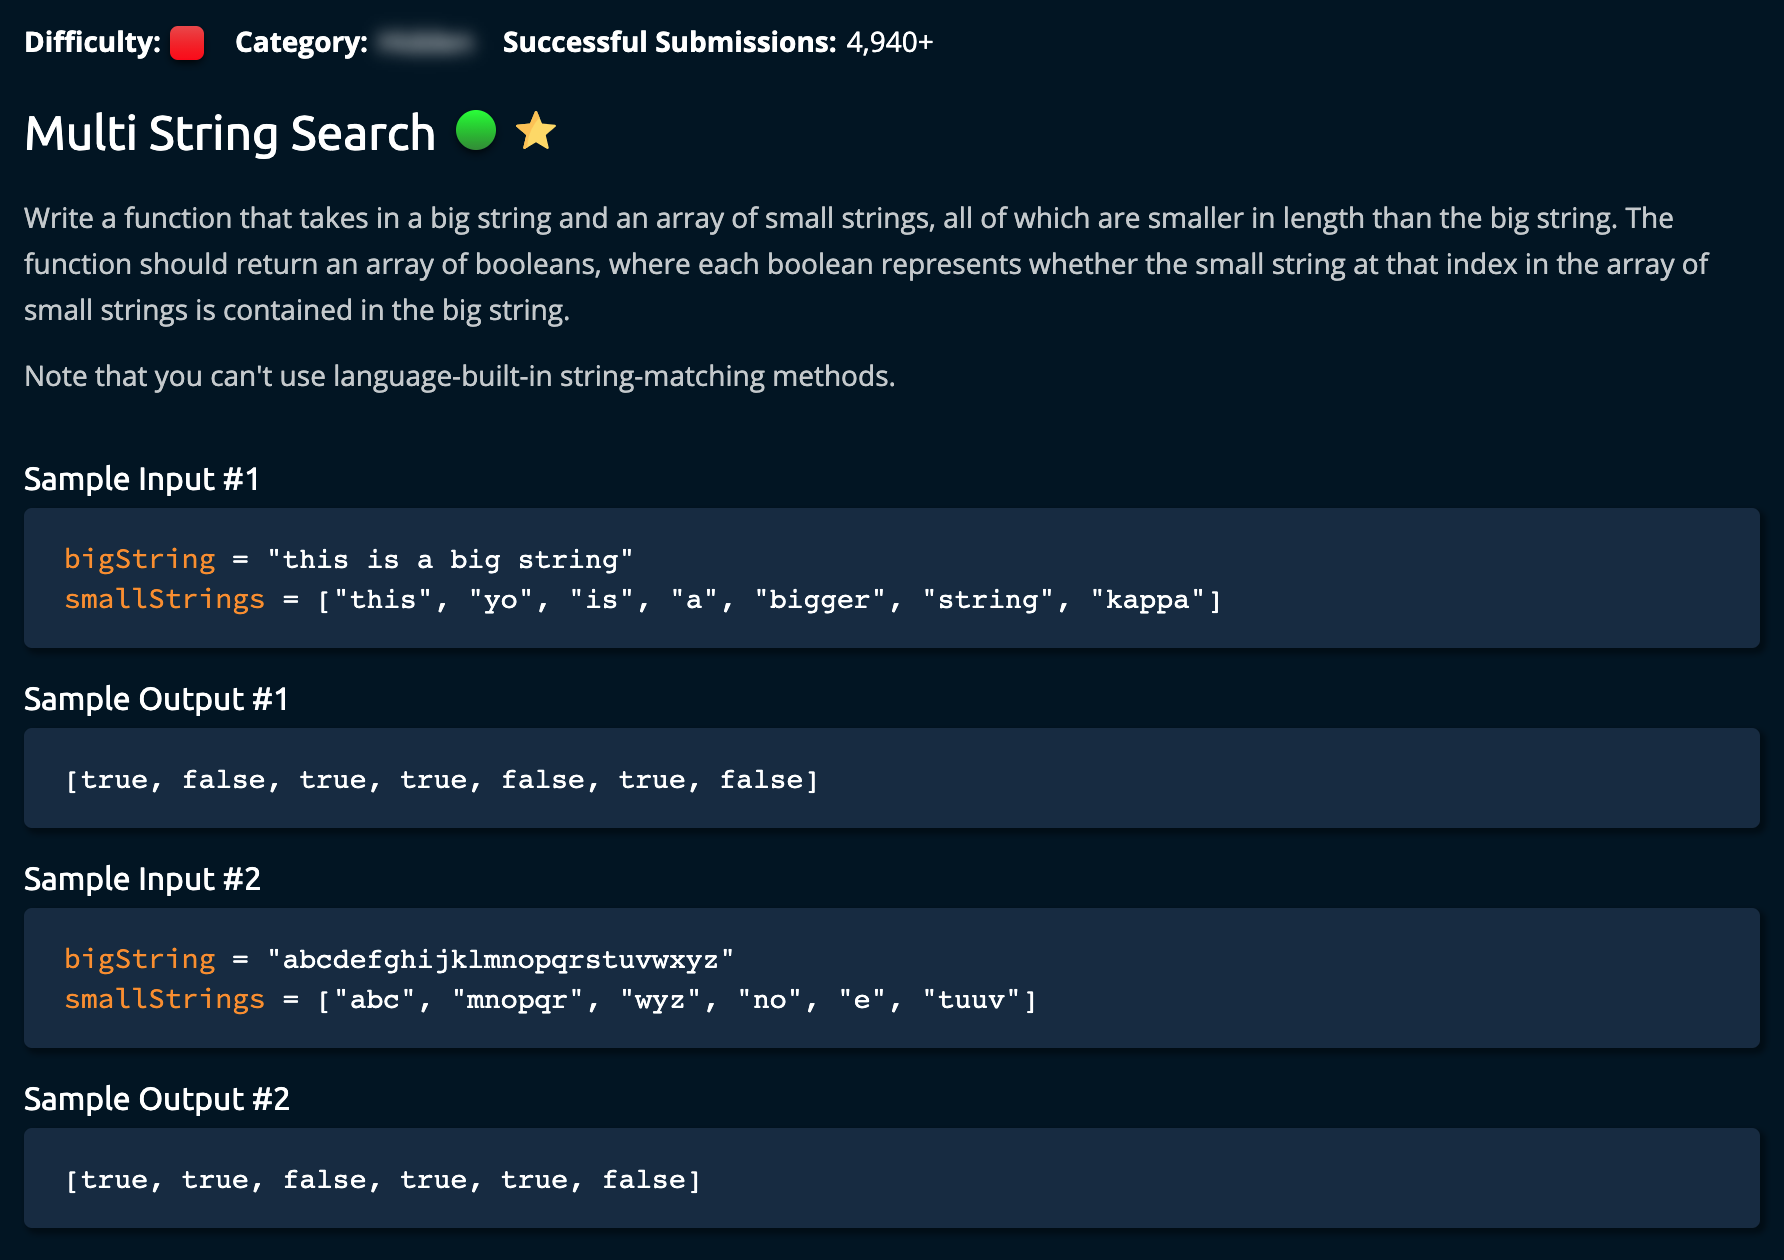 Difficulty: Category: Successful Submissions: 4,940+
Multi String Search
Write a function that takes in a big string and an array of small strings, all of which are smaller in length than the big string. The
function should return an array of booleans, where each boolean represents whether the small string at that index in the array of
small strings is contained in the big string.
Note that you can't use language-built-in string-matching methods.
Sample Input #1
bigString = "this is a big string"
smallStrings = ["this", "yo", "is", "a", "bigger", "string", "kappa"]
Sample Output #1
[true, false, true, true, false, true, false]
Sample Input #2
bigString = "abcdefghijklmnopqrstuvwxyz"
smallStrings = ["abc", "mnopqr", "wyz", "no", "e", "tuuv"]
Sample Output #2
[true, true, false, true, true, false]